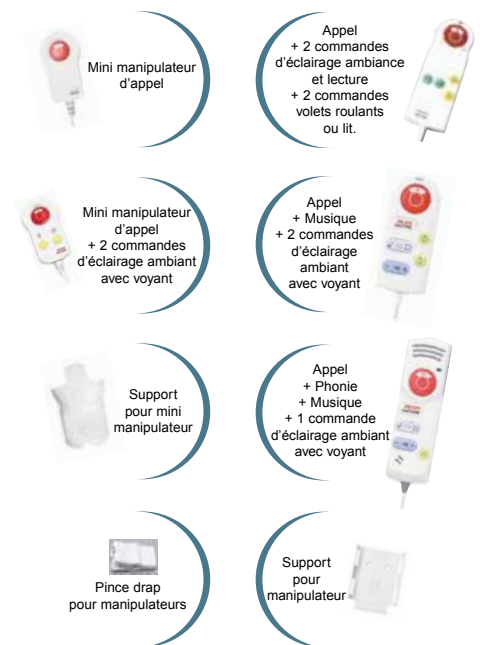 Mini manipulateur
d'appel
Appel
+ 2 commandes
d'éclairage ambiance
et lecture
+ 2 commandes
volets roulants
ou lit.
Mini manipulateur
d'appel
+ 2 commandes
d'éclairage ambiant
avec voyant
Appel
+ Musique
+ 2 commandes
d'éclairage
ambiant
avec voyant
Support
pour mini
manipulateur
Appel
+ Phonie
+ Musique
+ 1 commande
d'éclairage ambiant
avec voyant
Pince drap
pour manipulateurs
Support
pour
manipulateur